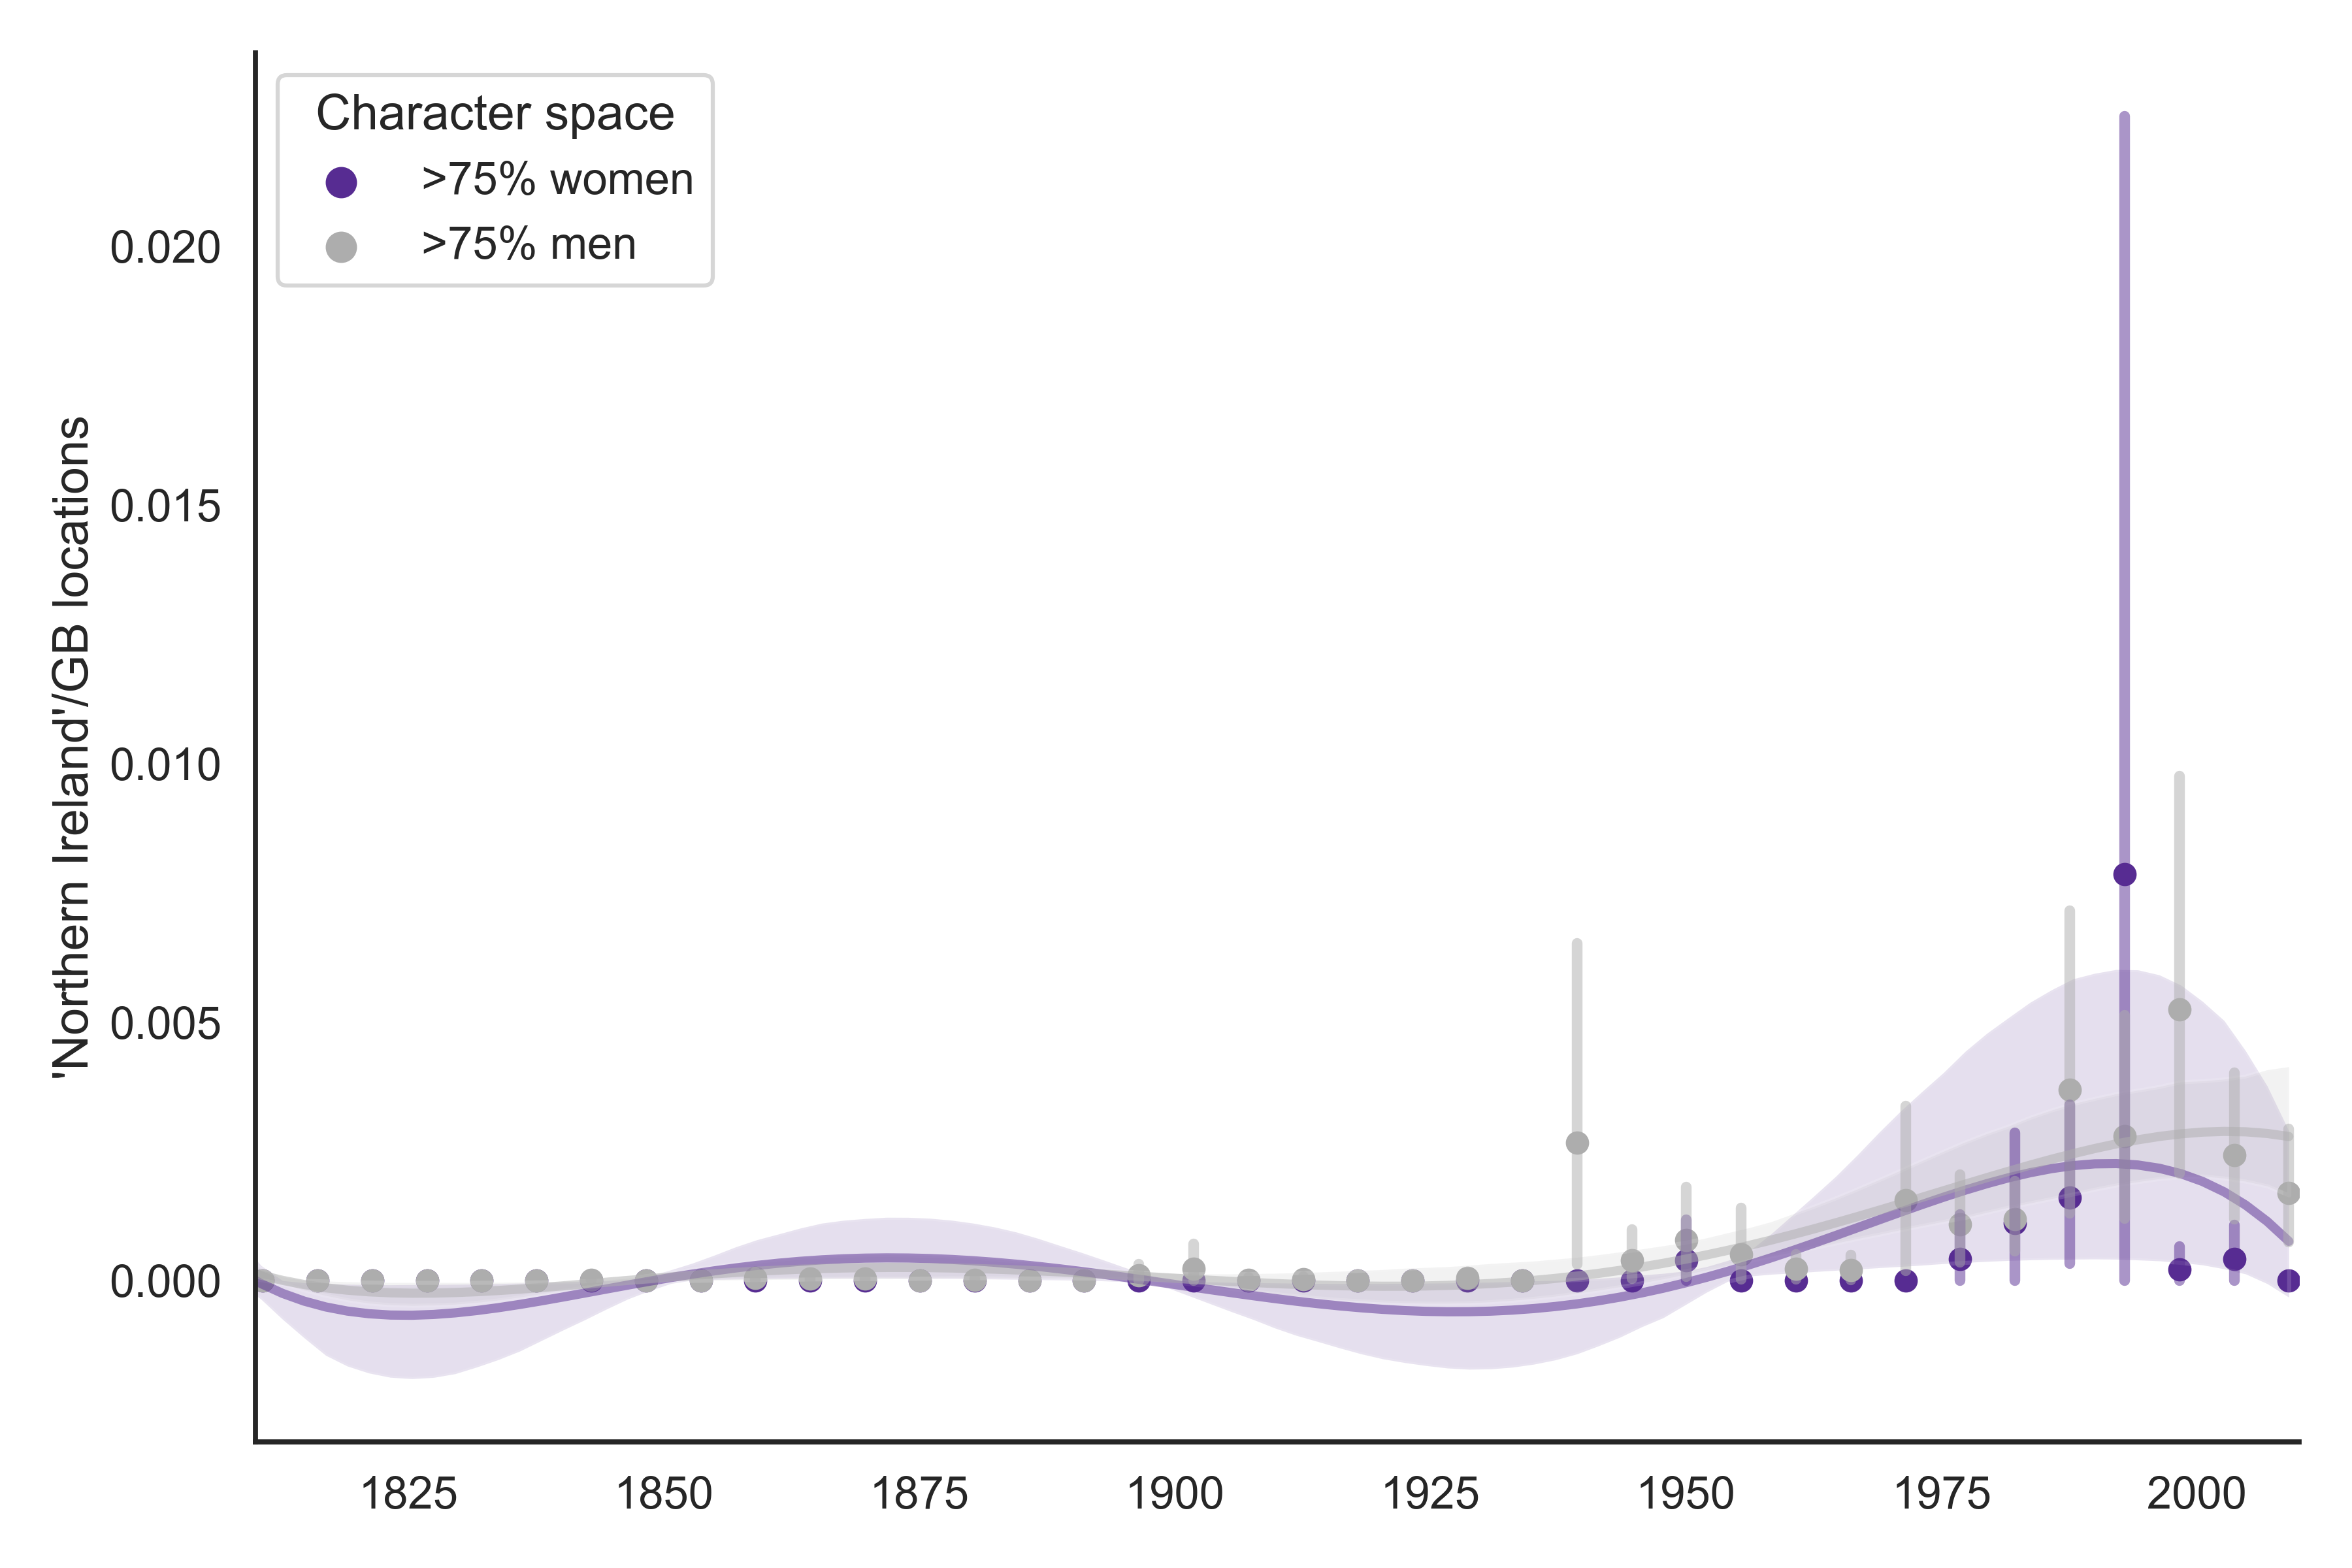 Character space
>75% women
>75% men
'Northern Ireland'/GB locations
0.020
0.015
0.010
0.005
0.000
1825 1850 1875 1900 1925 1950 1975 2000